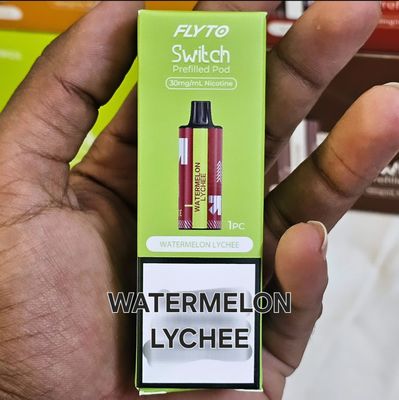 FLYTO
Switch
Prefilled Pod
30mg/mL Nicotine
WATERMELON
LYCHEE
1PC
WATERMELON LYCHEE
WATERMELON
LYCHEE